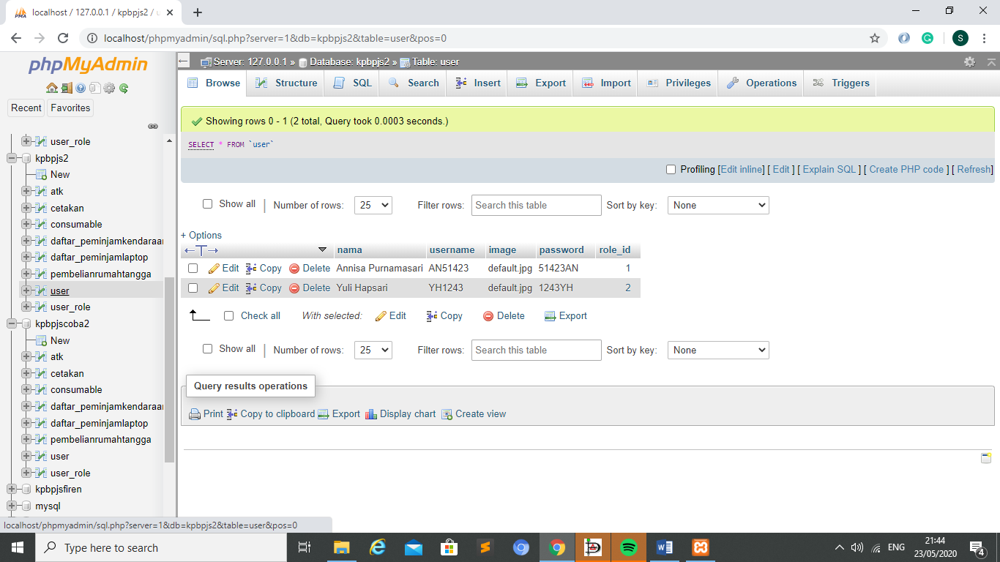 localhost / 127.0.0.1 / kpbpjs2 / u
localhost/phpmyadmin/sql.php?server=1&db=kpbpjs2&table=user&pos=0
S
phpMyAdmin
Recent Favorites
user_role
kpbpjs2
New
atk
cetakan
consumable
daftar_peminjamkendaraan
daftar_peminjamlaptop
pembelianrumahtangga
user
user_role
kpbpjscoba2
New
atk
cetakan
consumable
daftar_peminjamkendaraan
daftar_peminjamlaptop
pembelianrumahtangga
user
user_role
kpbpjsfiren
mysql
localhost/phpmyadmin/sql.php?server=1&db=kpbpjs2&table=user&pos=0
Server: 127.0.0.1 » Database: kpbpjs2 » Table: user
Browse Structure SQL Search Insert Export Import Privileges Operations Triggers
Showing rows 0 - 1 (2 total, Query took 0.0003 seconds.)
SELECT * FROM `user`
Profiling [Edit inline] [ Edit ] [ Explain SQL ] [ Create PHP code ] [ Refresh]
Show all | Number of rows: 25 Filter rows: Search this table Sort by key: None
+ Options
nama username image password role_id
Edit Copy Delete Annisa Purnamasari AN51423 default.jpg 51423AN 1
Edit Copy Delete Yuli Hapsari YH1243 default.jpg 1243YH 2
Check all With selected: Edit Copy Delete Export
Show all | Number of rows: 25 Filter rows: Search this table Sort by key: None
Query results operations
Print Copy to clipboard Export Display chart Create view
Type here to search
ENG
21:44
23/05/2020
4